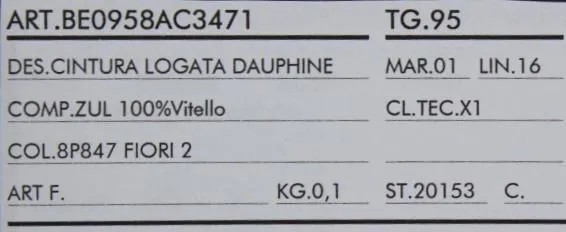 ART.BE0958AC3471 TG.95
DES.CINTURA LOGATA DAUPHINE MAR.01 LIN.16
COMP.ZUL 100%Vitello CL.TEC.X1
COL.8P847 FIORI 2
ART F. KG.0,1 ST.20153 C.